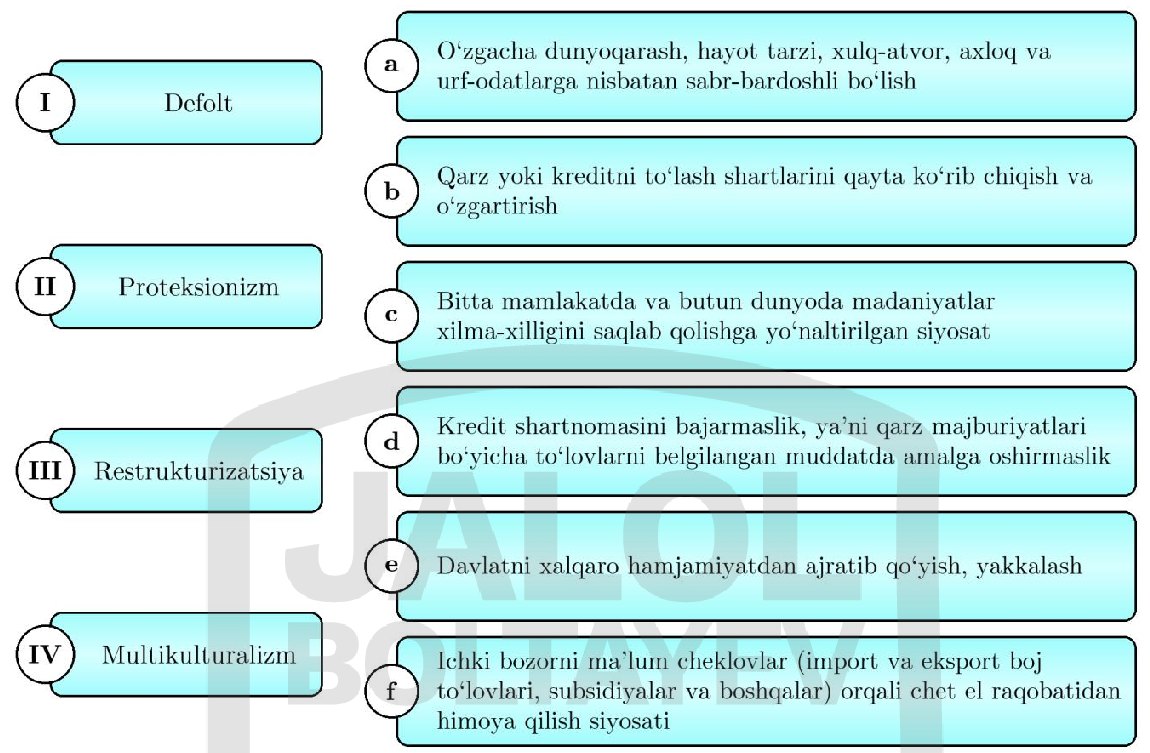 I
Defolt
II
Proteksionizm
III
Restrukturizatsiya
IV
Multikulturalizm
a
O‘zgacha dunyoqarash, hayot tarzi, xulq-atvor, axloq va
urf-odatlarga nisbatan sabr-bardoshli bo‘lish
b
Qarz yoki kreditni to‘lash shartlarini qayta ko‘rib chiqish va
o‘zgartirish
c
Bitta mamlakatda va butun dunyoda madaniyatlar
xilma-xilligini saqlab qolishga yo‘naltirilgan siyosat
d
Kredit shartnomasini bajarmaslik, ya’ni qarz majburiyatlari
bo‘yicha to‘lovlarni belgilangan muddatda amalga oshirmaslik
e
Davlatni xalqaro hamjamiyatdan ajratib qo‘yish, yakkalash
f
Ichki bozorni ma’lum cheklovlar (import va eksport boj
to‘lovlari, subsidiyalar va boshqalar) orqali chet el raqobatidan
himoya qilish siyosati
JALOL
BOLTAYEV